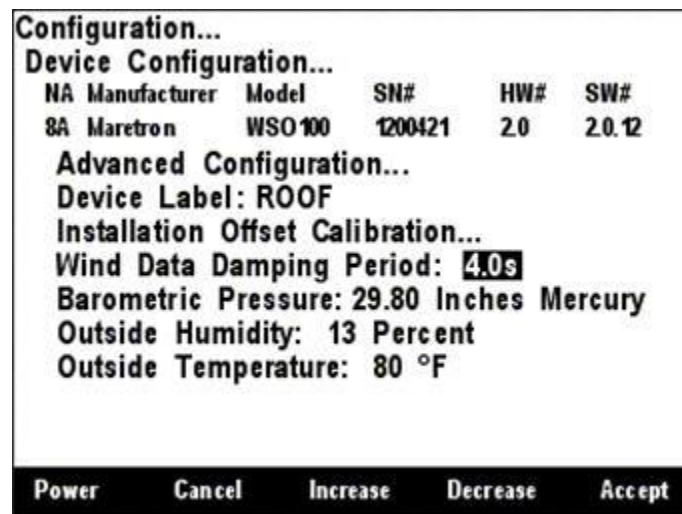 Configuration...
Device Configuration...
NA Manufacturer Model SN# HW# SW#
8A Maretron WSO100 1200421 2.0 2.0.12
Advanced Configuration...
Device Label: ROOF
Installation Offset Calibration...
Wind Data Damping Period: 4.0s
Barometric Pressure: 29.80 Inches Mercury
Outside Humidity: 13 Percent
Outside Temperature: 80 °F
Power Cancel Increase Decrease Accept